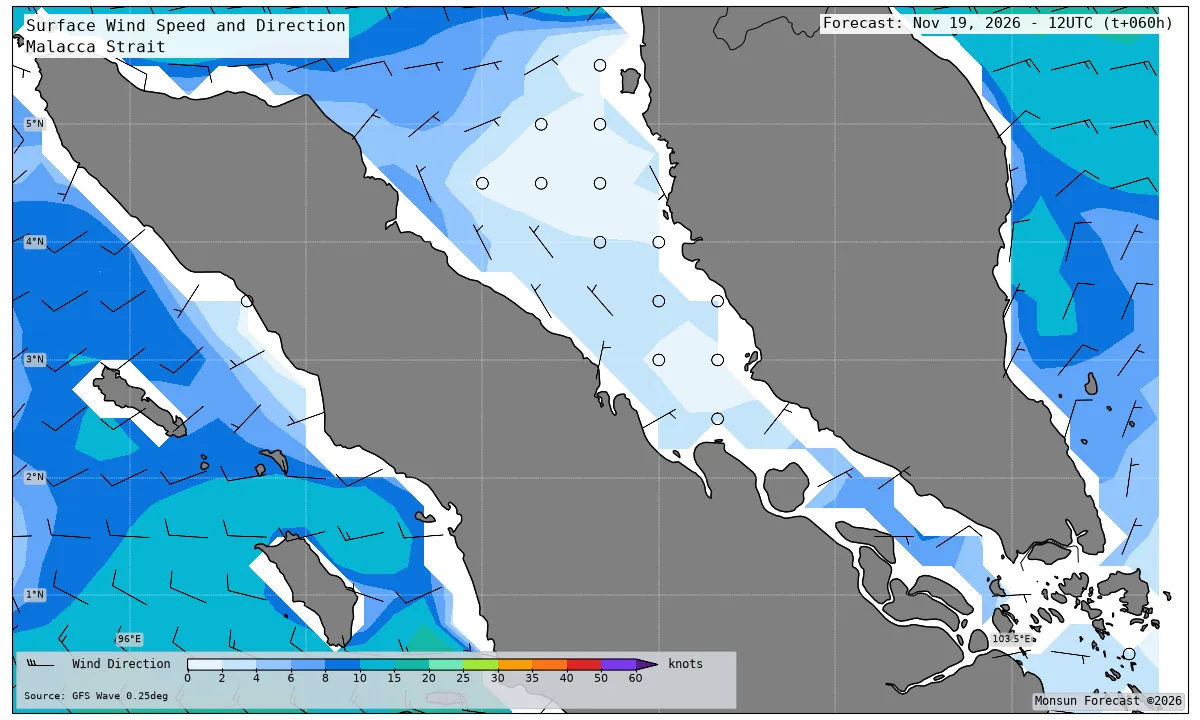 Surface Wind Speed and Direction
Malacca Strait
Forecast: Nov 19, 2026 - 12UTC (t+060h)
5°N
4°N
3°N
2°N
1°N
96°E
103.5°E
Wind Direction
0 2 4 6 8 10 15 20 25 30 35 40 50 60
knots
Source: GFS Wave 0.25deg
Monsun Forecast ©2026